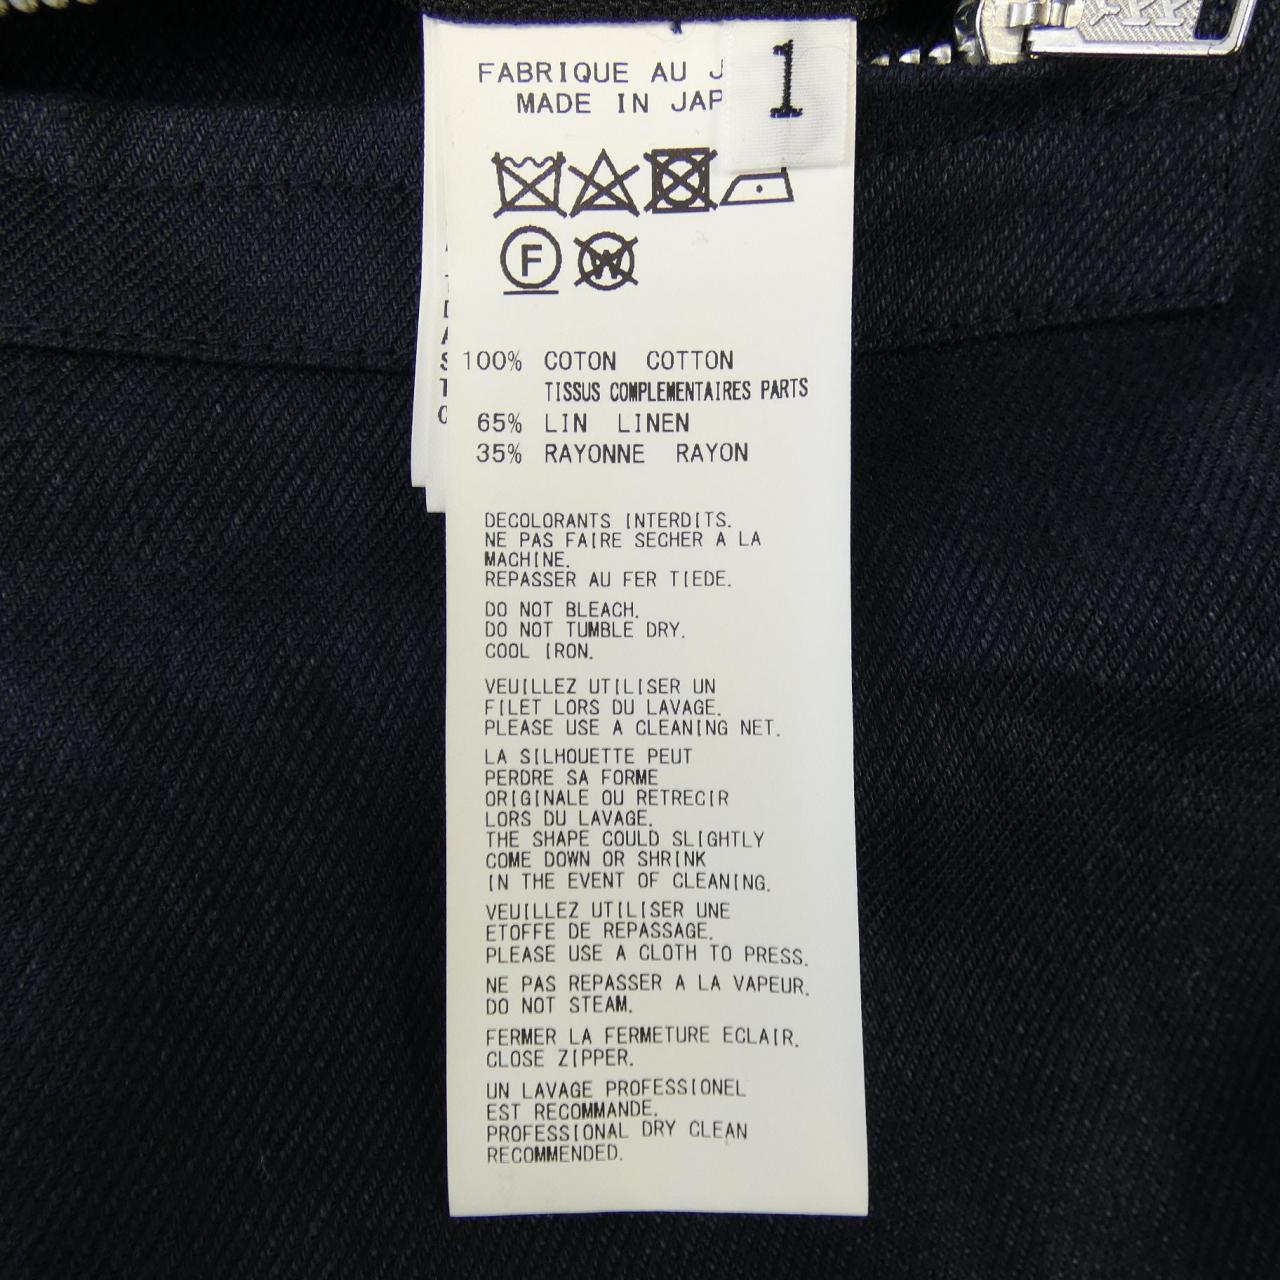 FABRIQUE AU J
MADE IN JAP
1
F
W
100% COTON COTTON
TISSUS COMPLEMENTAIRES PARTS
65% LIN LINEN
35% RAYONNE RAYON
DECOLORANTS INTERDITS.
NE PAS FAIRE SECHER A LA
MACHINE.
REPASSER AU FER TIEDE.
DO NOT BLEACH.
DO NOT TUMBLE DRY.
COOL IRON.
VEUILLEZ UTILISER UN
FILET LORS DU LAVAGE.
PLEASE USE A CLEANING NET.
LA SILHOUETTE PEUT
PERDRE SA FORME
ORIGINALE OU RETRECIR
LORS DU LAVAGE.
THE SHAPE COULD SLIGHTLY
COME DOWN OR SHRINK
IN THE EVENT OF CLEANING.
VEUILLEZ UTILISER UNE
ETOFFE DE REPASSAGE.
PLEASE USE A CLOTH TO PRESS.
NE PAS REPASSER A LA VAPEUR.
DO NOT STEAM.
FERMER LA FERMETURE ECLAIR.
CLOSE ZIPPER.
UN LAVAGE PROFESSIONEL
EST RECOMMANDE.
PROFESSIONAL DRY CLEAN
RECOMMENDED.